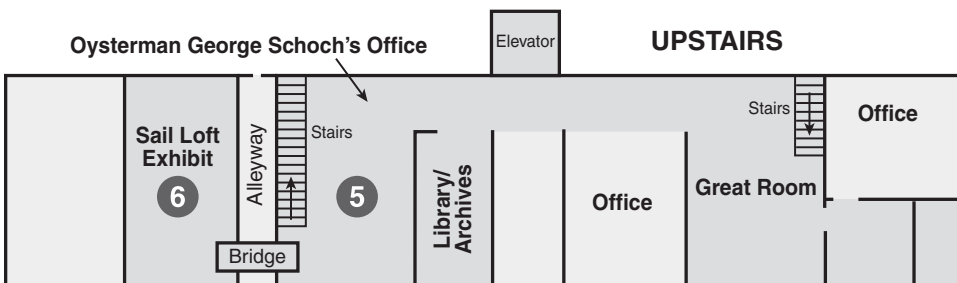 Oysterman George Schoch's Office
Elevator
UPSTAIRS
Sail Loft
Exhibit
6
Alleyway
Bridge
Stairs
5
Library/
Archives
Office
Great Room
Stairs
Office